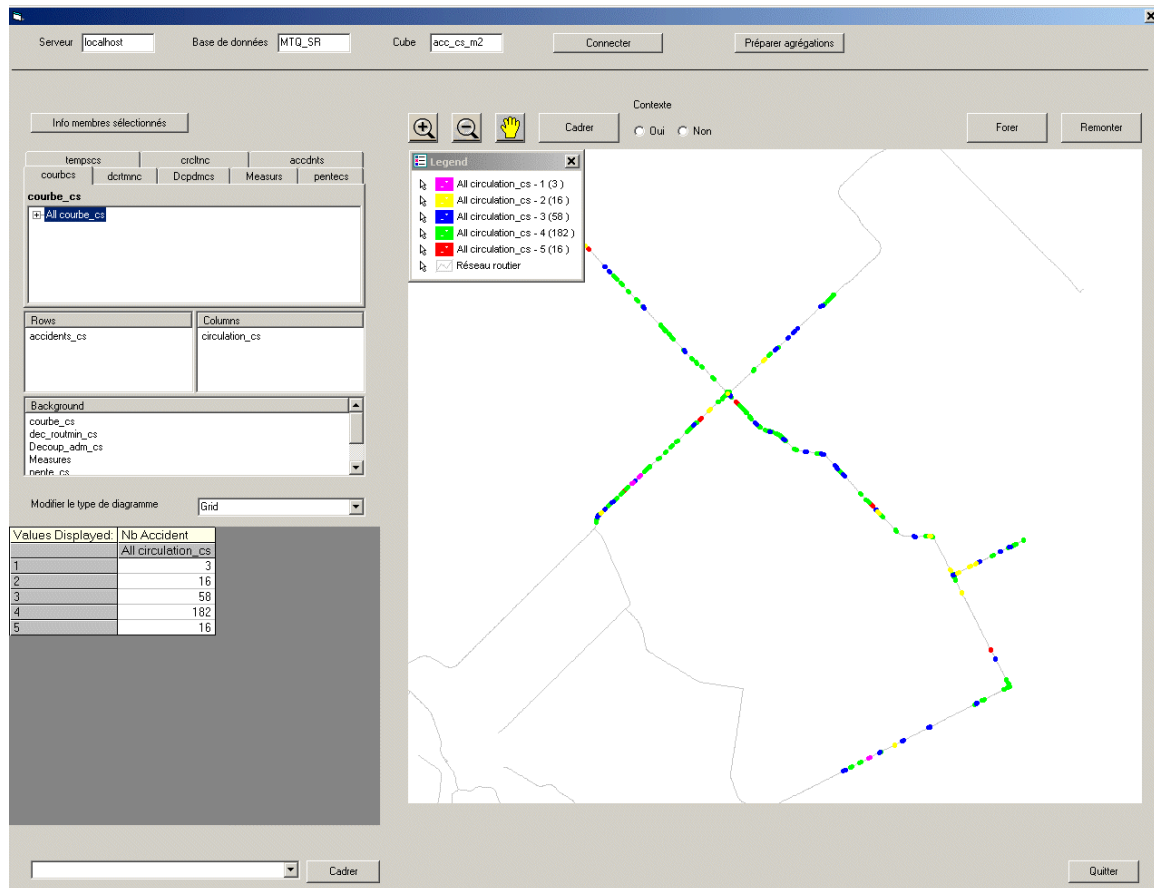 Serveur localhost Base de données MTQ_SR Cube acc_cs_m2 Connecter Préparer agrégations
Contexte
Info membres sélectionnés Cadrer Oui Non Forer Remonter
tempscs crcltnc accdnts
courbcs dcrtmnc Dcpdmcs Measurs pentecs
courbe_cs
All courbe_cs
Legend
All circulation_cs - 1 (3 )
All circulation_cs - 2 (16 )
All circulation_cs - 3 (58 )
All circulation_cs - 4 (182 )
All circulation_cs - 5 (16 )
Réseau routier
Rows Columns
accidents_cs circulation_cs
Background
courbe_cs
dec_routmin_cs
Decoup_adm_cs
Measures
pente_cs
Modifier le type de diagramme Grid
Values Displayed: Nb Accident
All circulation_cs
1 3
2 16
3 58
4 182
5 16
Cadrer Quitter